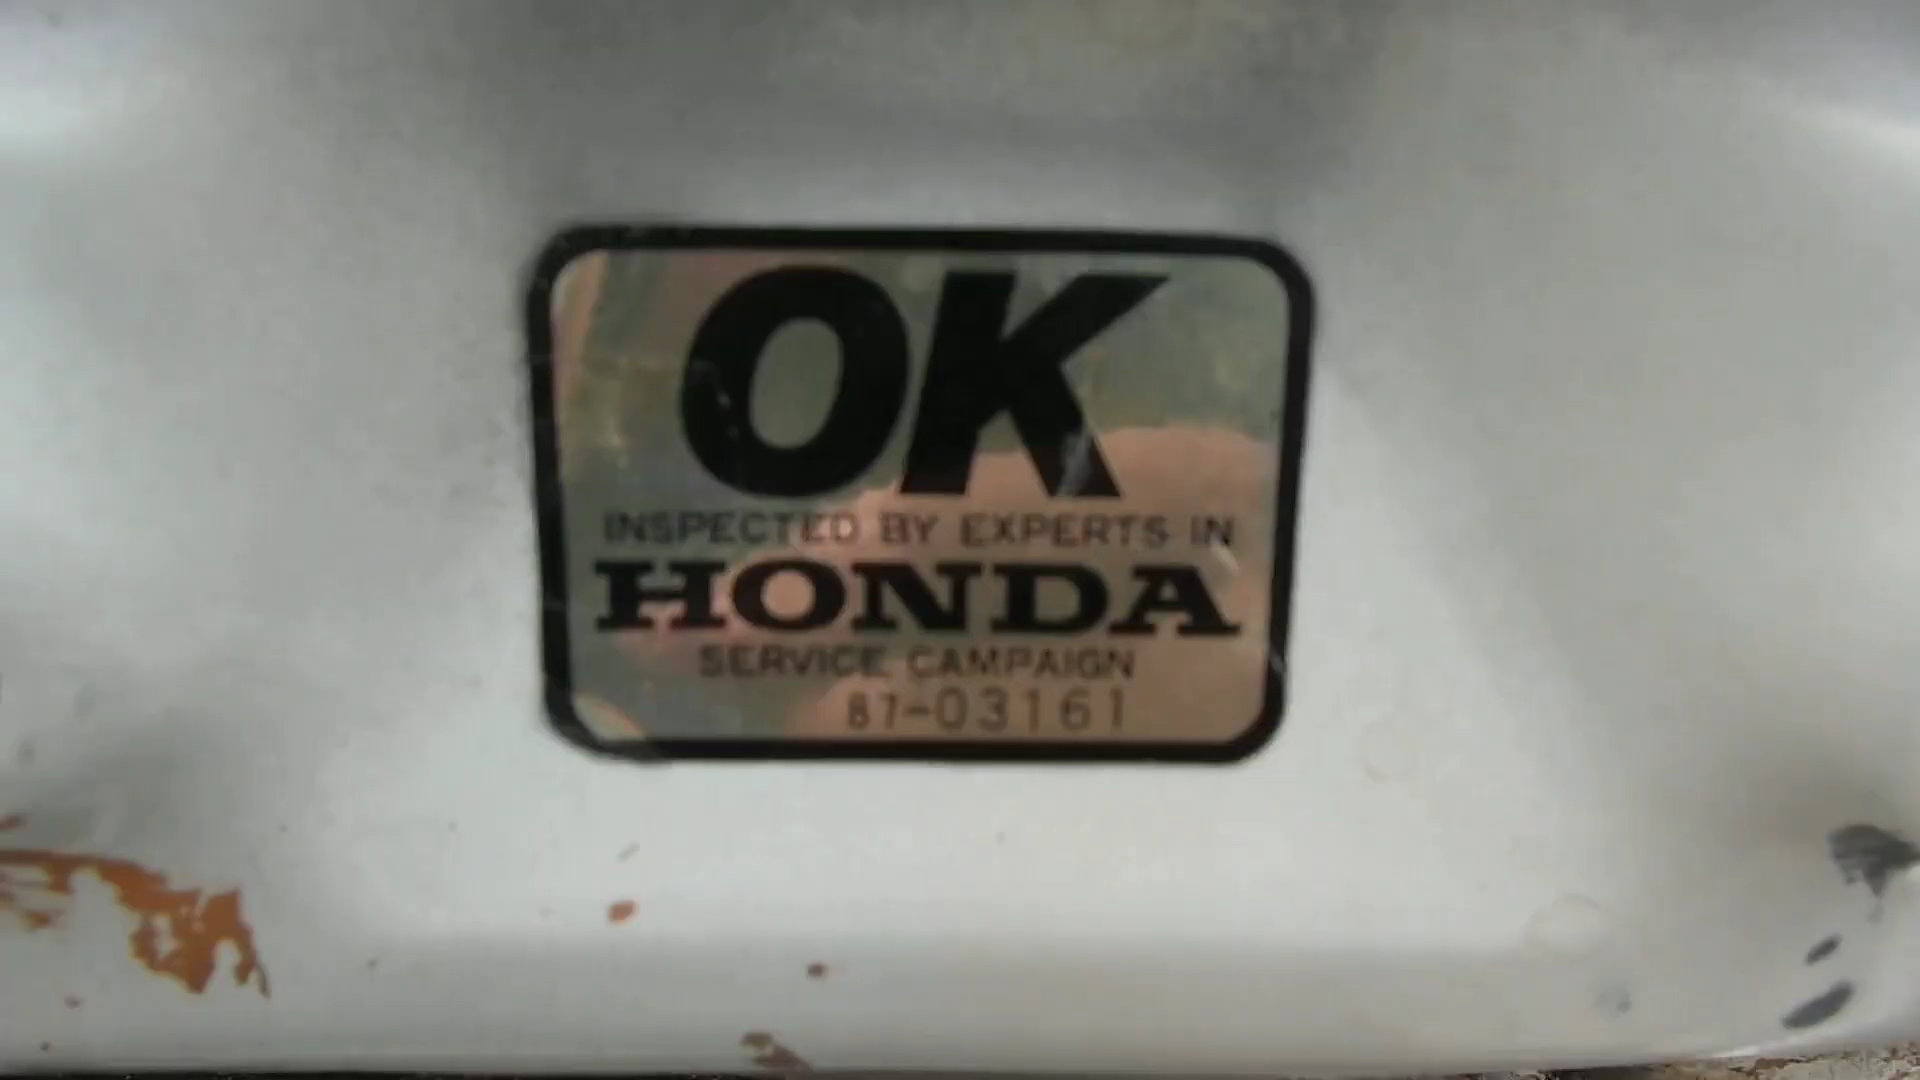 OK
INSPECTED BY EXPERTS IN
HONDA
SERVICE CAMPAIGN
87-03161